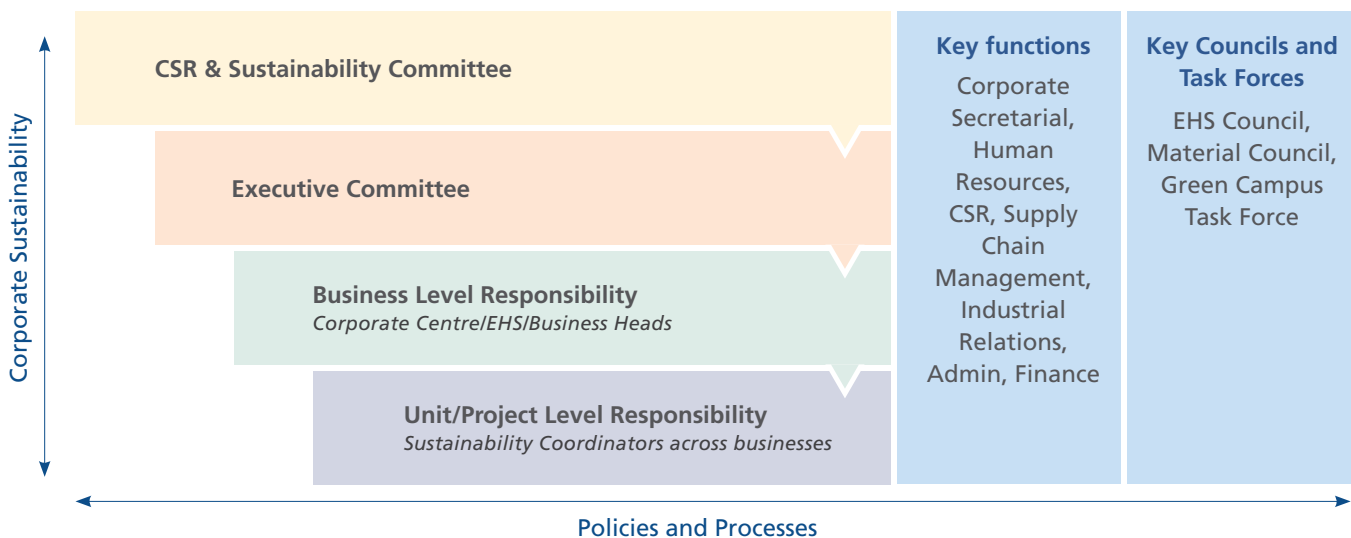 Corporate Sustainability
CSR & Sustainability Committee
Executive Committee
Business Level Responsibility
Corporate Centre/EHS/Business Heads
Unit/Project Level Responsibility
Sustainability Coordinators across businesses
Key functions
Corporate
Secretarial,
Human
Resources,
CSR, Supply
Chain
Management,
Industrial
Relations,
Admin, Finance
Key Councils and
Task Forces
EHS Council,
Material Council,
Green Campus
Task Force
Policies and Processes